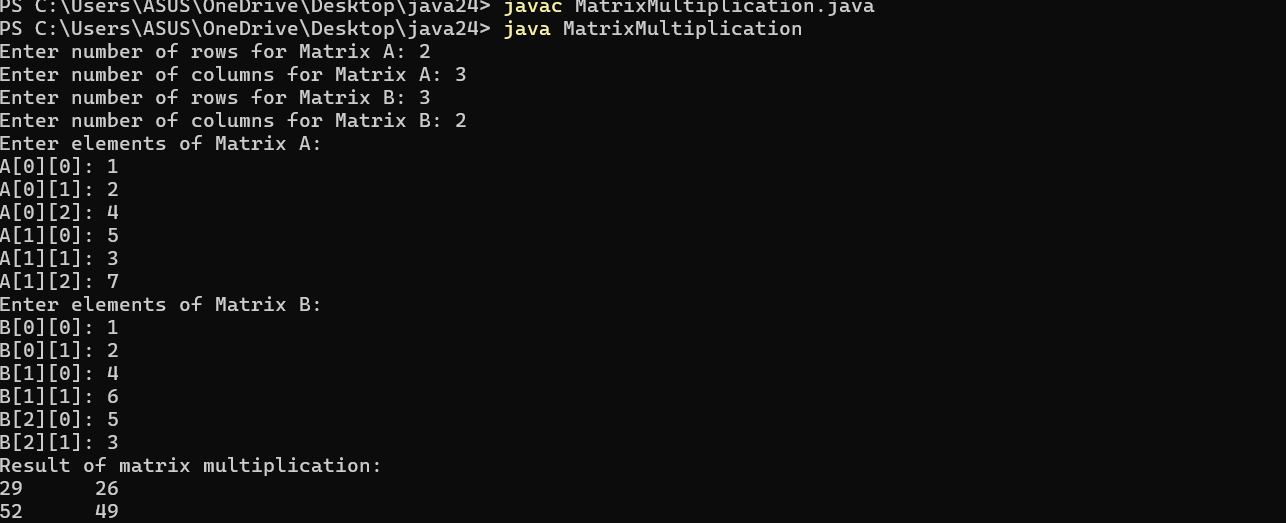 PS C:\Users\ASUS\OneDrive\Desktop\java24> javac MatrixMultiplication.java
PS C:\Users\ASUS\OneDrive\Desktop\java24> java MatrixMultiplication
Enter number of rows for Matrix A: 2
Enter number of columns for Matrix A: 3
Enter number of rows for Matrix B: 3
Enter number of columns for Matrix B: 2
Enter elements of Matrix A:
A[0][0]: 1
A[0][1]: 2
A[0][2]: 4
A[1][0]: 5
A[1][1]: 3
A[1][2]: 7
Enter elements of Matrix B:
B[0][0]: 1
B[0][1]: 2
B[1][0]: 4
B[1][1]: 6
B[2][0]: 5
B[2][1]: 3
Result of matrix multiplication:
29      26
52      49